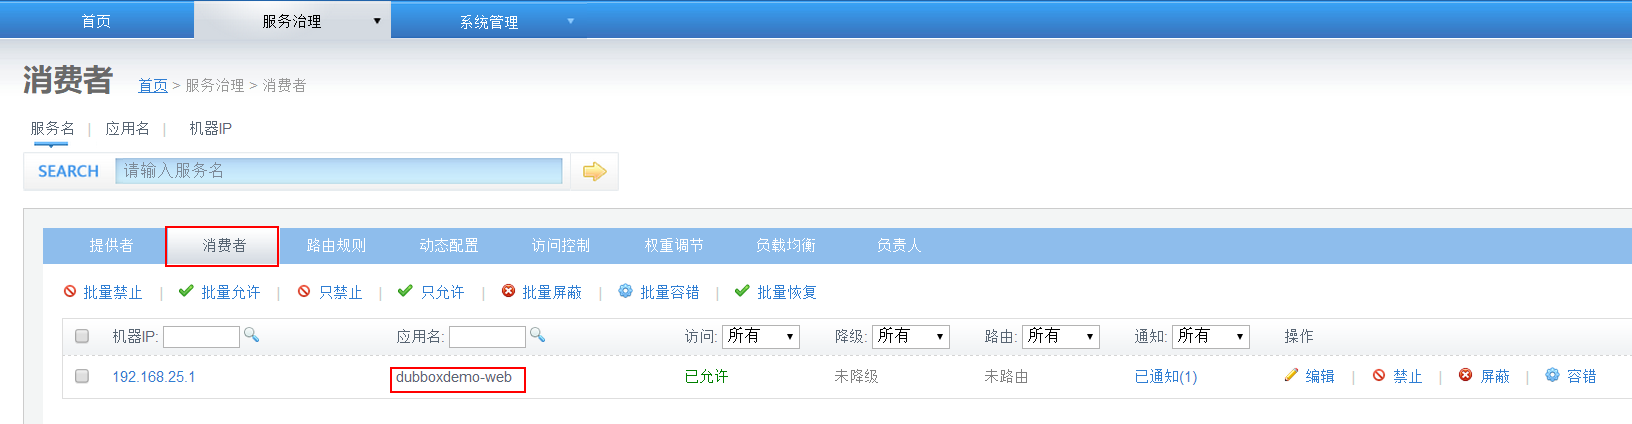 首页 服务治理 系统管理
消费者 首页 > 服务治理 > 消费者
服务名 | 应用名 | 机器IP
SEARCH 请输入服务名
提供者 消费者 路由规则 动态配置 访问控制 权重调节 负载均衡 负责人
批量禁止 | 批量允许 | 只禁止 | 只允许 | 批量屏蔽 | 批量容错 | 批量恢复
机器IP: 应用名: 访问: 所有 降级: 所有 路由: 所有 通知: 所有 操作
192.168.25.1 dubboxdemo-web 已允许 未降级 未路由 已通知(1) 编辑 | 禁止 | 屏蔽 | 容错